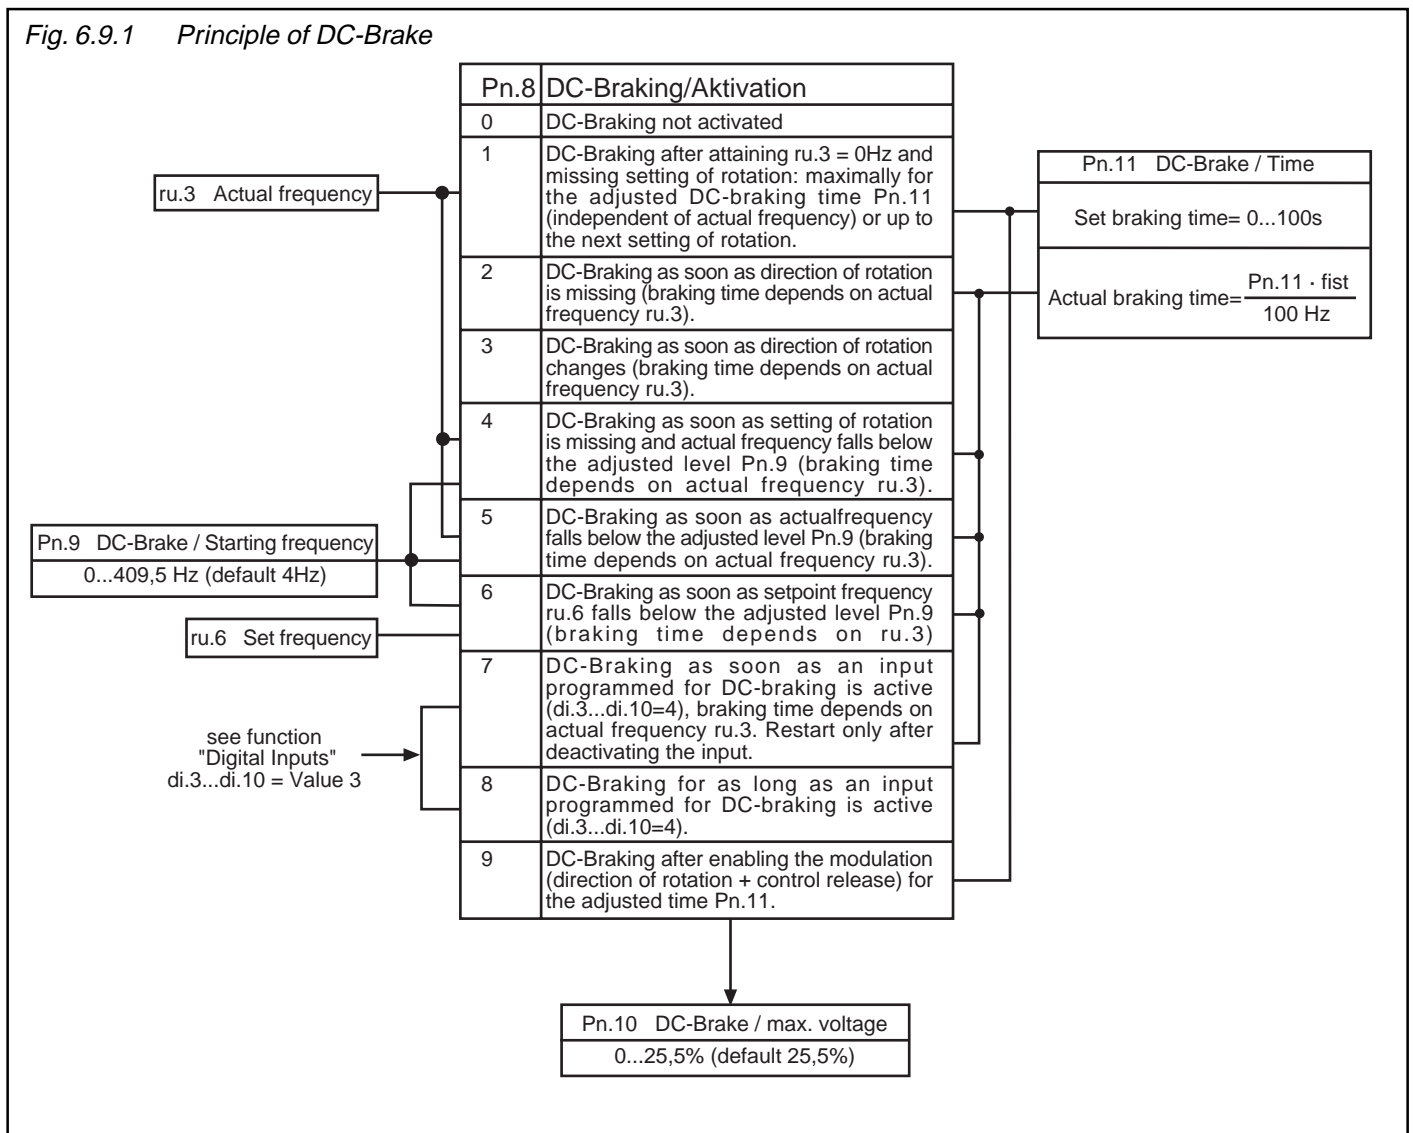 Fig. 6.9.1 Principle of DC-Brake
Pn.8 DC-Braking/Aktivation
0 DC-Braking not activated
1 DC-Braking after attaining ru.3 = 0Hz and
missing setting of rotation: maximally for
the adjusted DC-braking time Pn.11
(independent of actual frequency) or up to
the next setting of rotation.
2 DC-Braking as soon as direction of rotation
is missing (braking time depends on actual
frequency ru.3).
3 DC-Braking as soon as direction of rotation
changes (braking time depends on actual
frequency ru.3).
4 DC-Braking as soon as setting of rotation
is missing and actual frequency falls below
the adjusted level Pn.9 (braking time
depends on actual frequency ru.3).
5 DC-Braking as soon as actualfrequency
falls below the adjusted level Pn.9 (braking
time depends on actual frequency ru.3).
6 DC-Braking as soon as setpoint frequency
ru.6 falls below the adjusted level Pn.9
(braking time depends on ru.3)
7 DC-Braking as soon as an input
programmed for DC-braking is active
(di.3...di.10=4), braking time depends on
actual frequency ru.3. Restart only after
deactivating the input.
8 DC-Braking for as long as an input
programmed for DC-braking is active
(di.3...di.10=4).
9 DC-Braking after enabling the modulation
(direction of rotation + control release) for
the adjusted time Pn.11.
ru.3 Actual frequency
Pn.9 DC-Brake / Starting frequency
0...409,5 Hz (default 4Hz)
ru.6 Set frequency
see function
"Digital Inputs"
di.3...di.10 = Value 3
Pn.11 DC-Brake / Time
Set braking time= 0...100s
Actual braking time= Pn.11 · fist
100 Hz
Pn.10 DC-Brake / max. voltage
0...25,5% (default 25,5%)